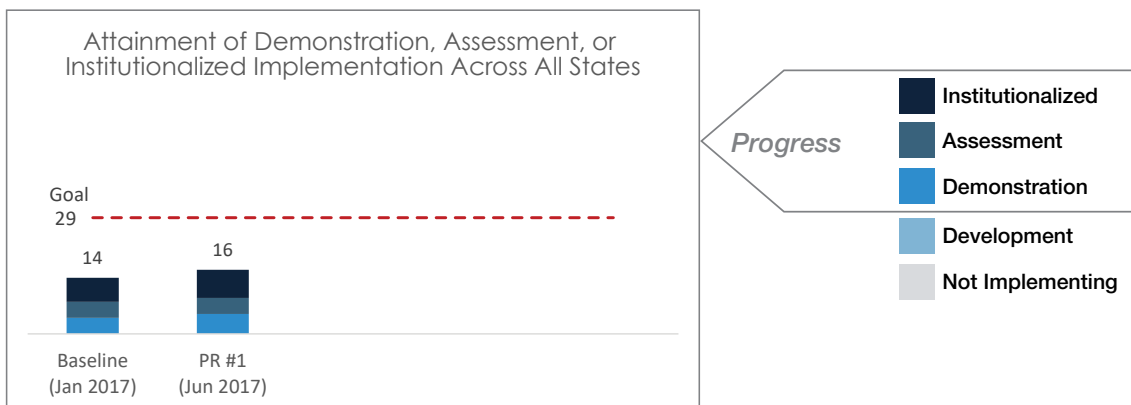 Attainment of Demonstration, Assessment, or
Institutionalized Implementation Across All States
Goal
29
14
16
Baseline
(Jan 2017)
PR #1
(Jun 2017)
Progress
Institutionalized
Assessment
Demonstration
Development
Not Implementing